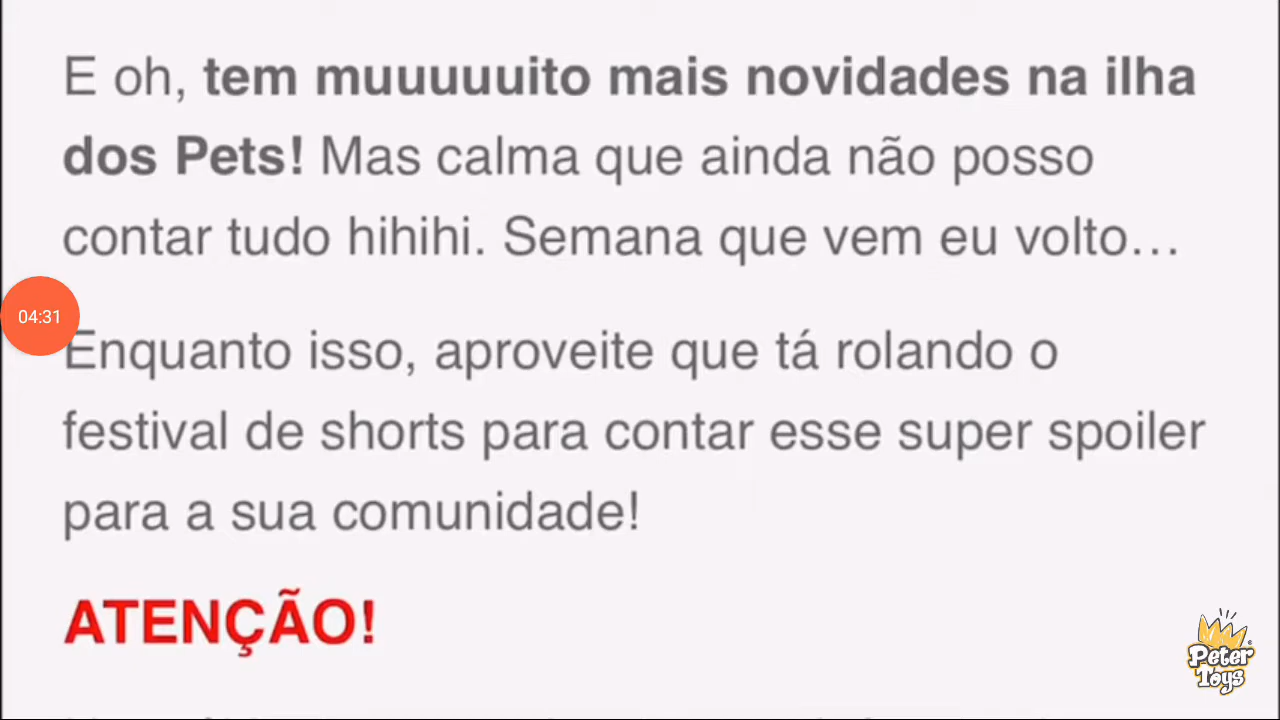 E oh, tem muuuuuito mais novidades na ilha
dos Pets! Mas calma que ainda não posso
contar tudo hihihi. Semana que vem eu volto...
04:31
Enquanto isso, aproveite que tá rolando o
festival de shorts para contar esse super spoiler
para a sua comunidade!
ATENÇÃO!
Peter
Toys